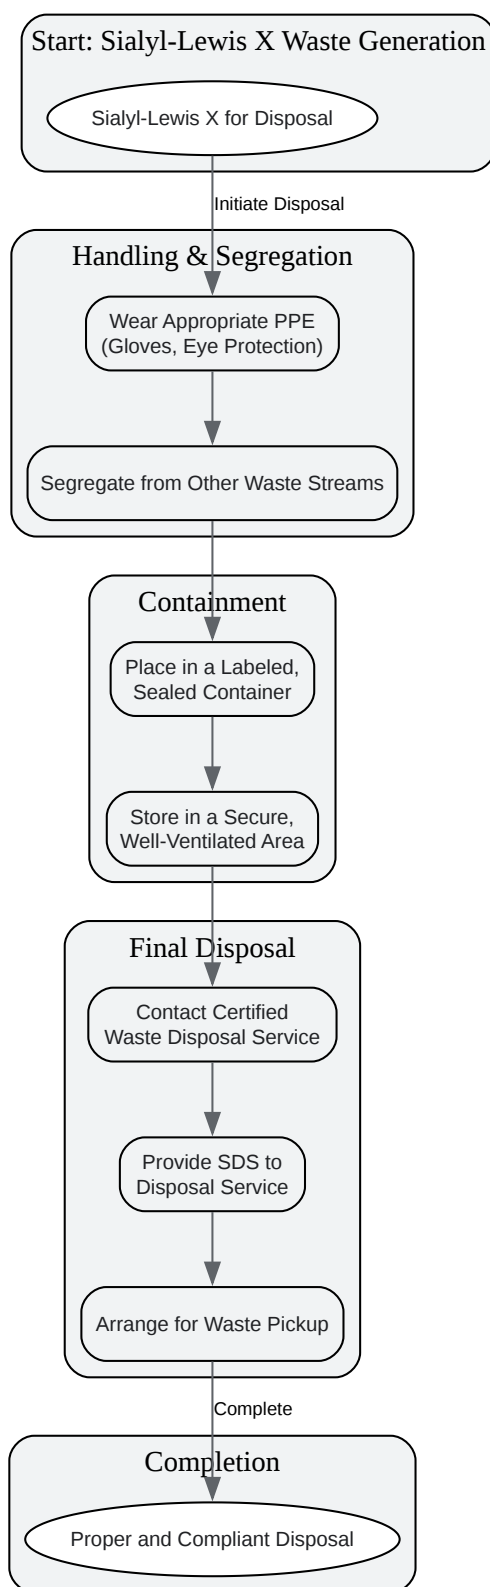 Start: Sialyl-Lewis X Waste Generation
Sialyl-Lewis X for Disposal
Initiate Disposal
Handling & Segregation
Wear Appropriate PPE
(Gloves, Eye Protection)
Segregate from Other Waste Streams
Containment
Place in a Labeled,
Sealed Container
Store in a Secure,
Well-Ventilated Area
Final Disposal
Contact Certified
Waste Disposal Service
Provide SDS to
Disposal Service
Arrange for Waste Pickup
Complete
Completion
Proper and Compliant Disposal